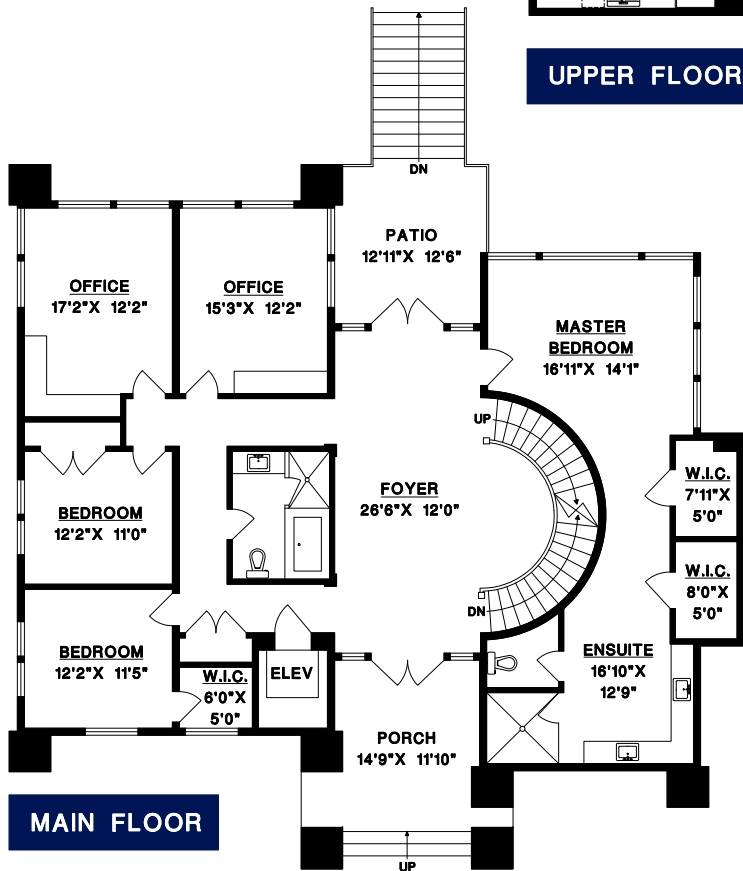 UPPER FLOOR
DN
PATIO
12'11"X 12'6"
OFFICE
17'2"X 12'2"
OFFICE
15'3"X 12'2"
MASTER
BEDROOM
16'11"X 14'1"
UP
FOYER
26'6"X 12'0"
W.I.C.
7'11"X
5'0"
BEDROOM
12'2"X 11'0"
W.I.C.
8'0"X
5'0"
DN
BEDROOM
12'2"X 11'5"
ENSUITE
16'10"X
12'9"
W.I.C.
6'0"X
5'0"
ELEV
PORCH
14'9"X 11'10"
MAIN FLOOR
UP